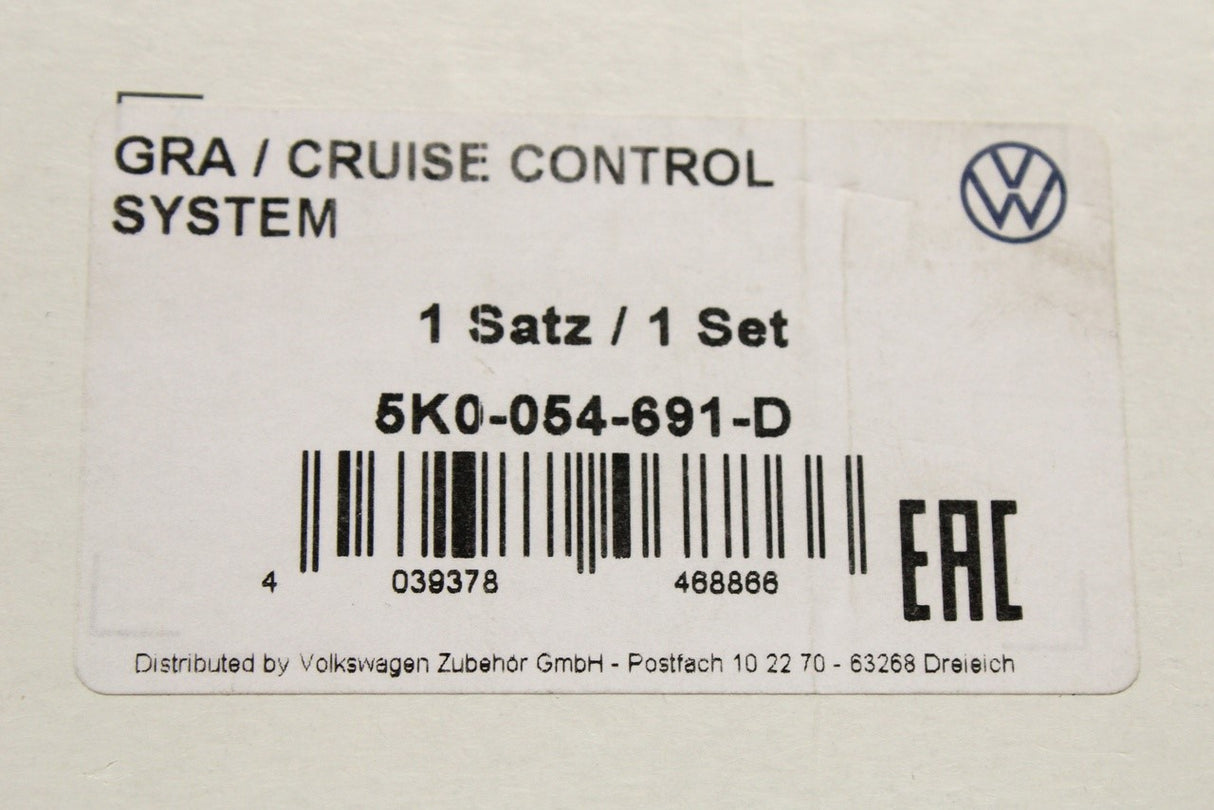 GRA / CRUISE CONTROL
SYSTEM
1 Satz / 1 Set
5K0-054-691-D
4 039378 468866
EAC
Distributed by Volkswagen Zubehör GmbH - Postfach 10 22 70 - 63268 Dreieich